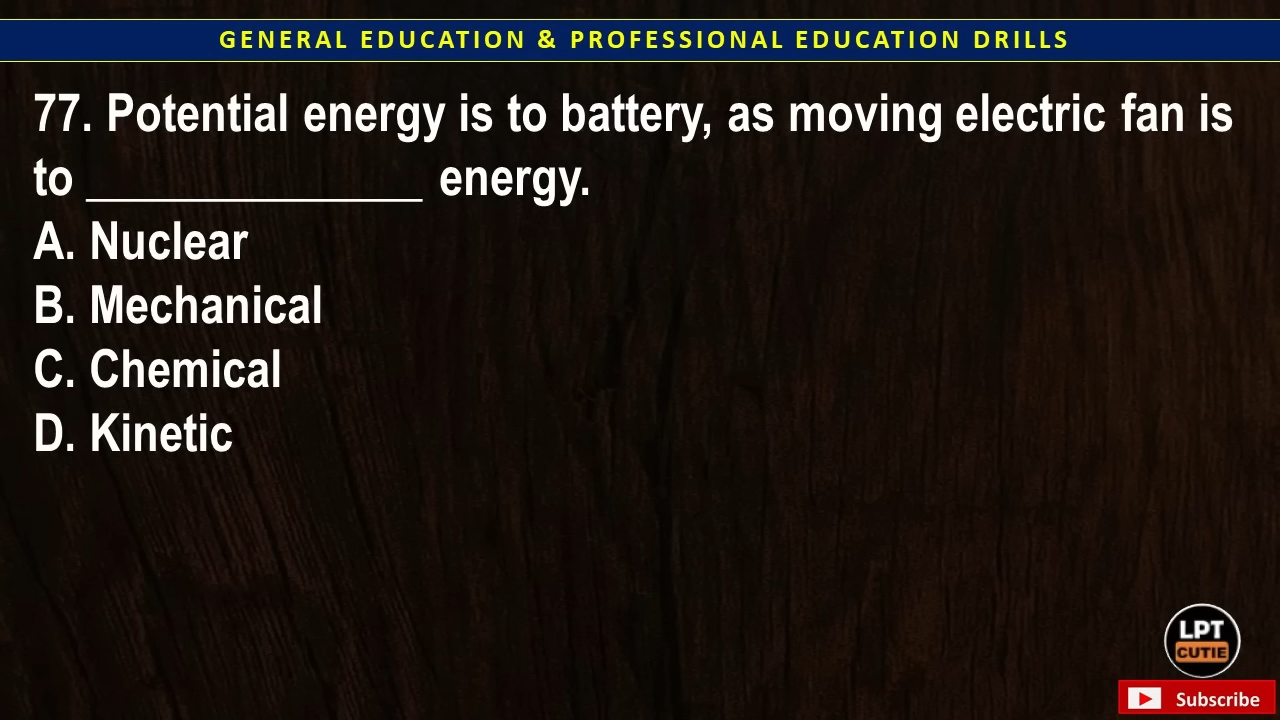 GENERAL EDUCATION & PROFESSIONAL EDUCATION DRILLS
77. Potential energy is to battery, as moving electric fan is
to ______________ energy.
A. Nuclear
B. Mechanical
C. Chemical
D. Kinetic
LPT
CUTIE
Subscribe